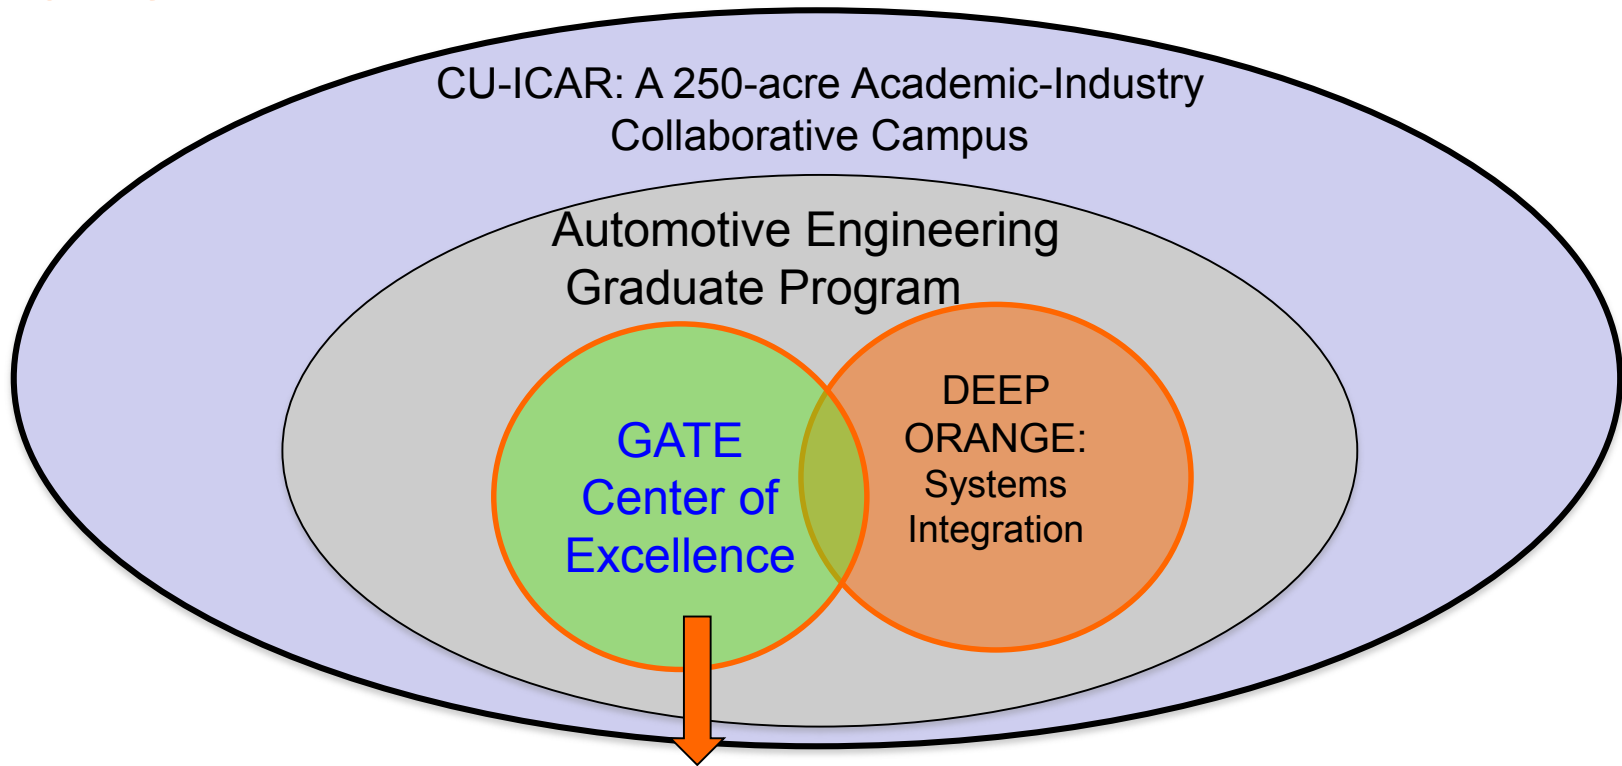 CU-ICAR: A 250-acre Academic-Industry
Collaborative Campus
Automotive Engineering
Graduate Program
GATE
Center of
Excellence
DEEP
ORANGE:
Systems
Integration